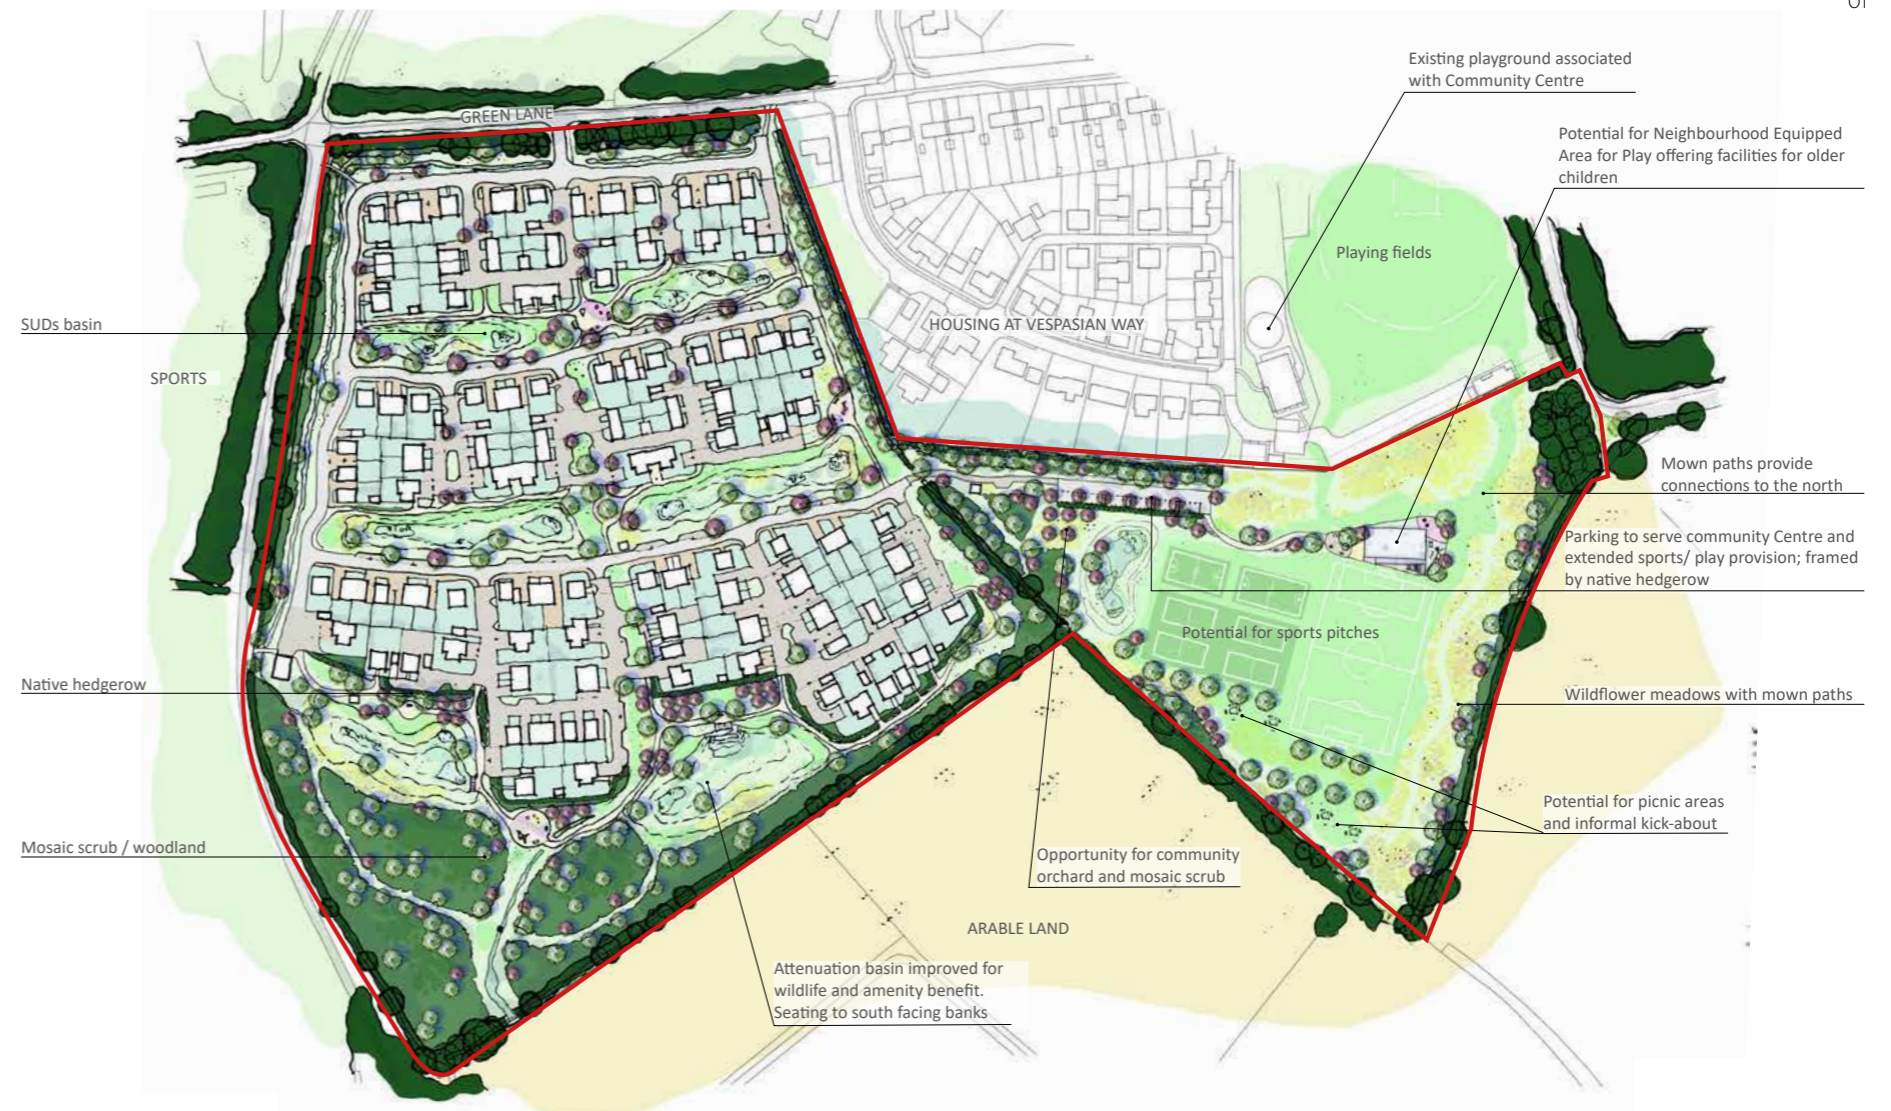 Existing playground associated
with Community Centre
GREEN LANE
Potential for Neighbourhood Equipped
Area for Play offering facilities for older
children
Playing fields
SUDs basin
HOUSING AT VESPASIAN WAY
SPORTS
Mown paths provide
connections to the north
Parking to serve community Centre and
extended sports/ play provision; framed
by native hedgerow
Potential for sports pitches
Native hedgerow
Wildflower meadows with mown paths
Potential for picnic areas
and informal kick-about
Mosaic scrub / woodland
Opportunity for community
orchard and mosaic scrub
ARABLE LAND
Attenuation basin improved for
wildlife and amenity benefit.
Seating to south facing banks